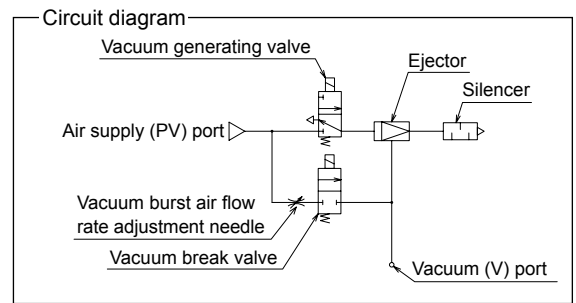 Circuit diagram
Vacuum generating valve
Ejector
Silencer
Air supply (PV) port
Vacuum burst air flow
rate adjustment needle
Vacuum break valve
Vacuum (V) port